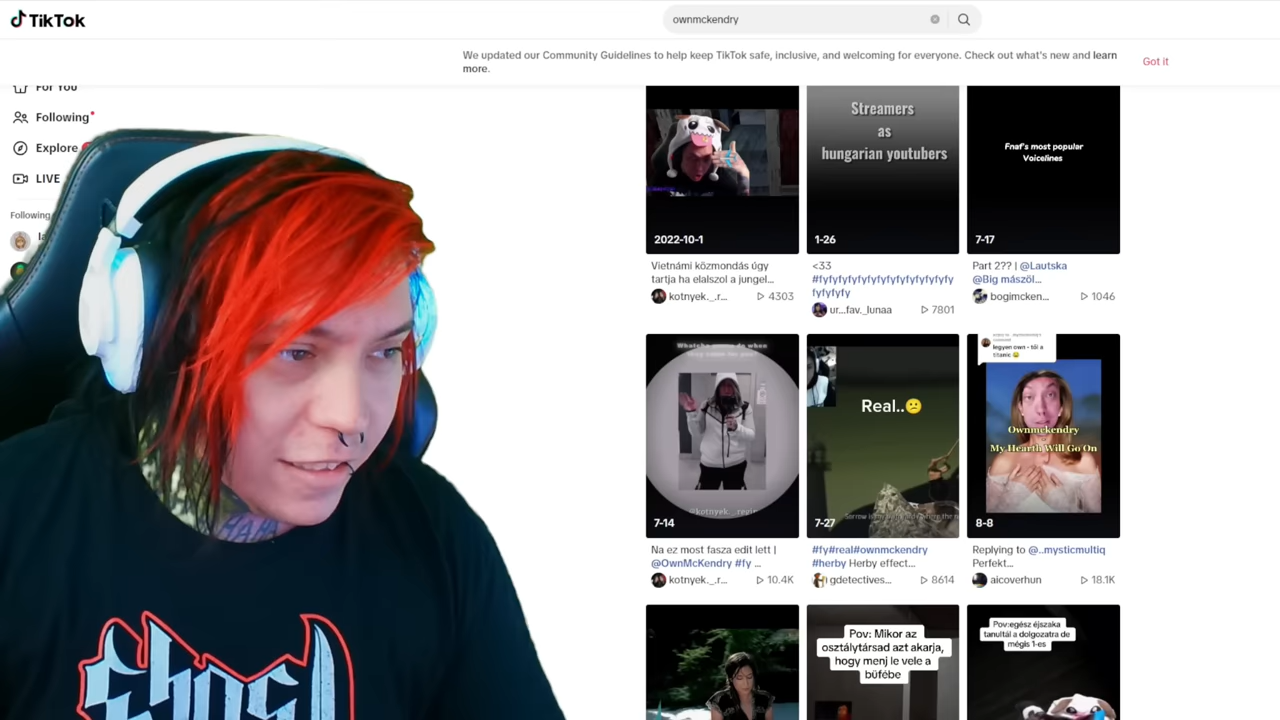 TikTok
ownmckendry
We updated our Community Guidelines to help keep TikTok safe, inclusive, and welcoming for everyone. Check out what's new and learn
more.
Got it
For You
Following
Explore
LIVE
Following
2022-10-1
Streamers
as
hungarian youtubers
1-26
Fnaf's most popular
Voicelines
7-17
Vietnámi közmondás úgy
tartja ha elalszol a jungel...
kotnyek._.r...
4303
<33
#fyfyfyfyfyfyfyfyfyfyfyfyfyfy
fyfyfyfy
ur...fav._lunaa
7801
Part 2?? | @Lautska
@Big mászöl...
bogimcken...
1046
@kotnyek._.regin
7-14
Real..😕
7-27
legyen own - től a
titanic
Ownmckendry
My Hearth Will Go On
8-8
Na ez most fasza edit lett |
@OwnMcKendry #fy ...
kotnyek._.r...
10.4K
#fy#real#ownmckendry
#herby Herby effect...
gdetectives...
8614
Replying to @..mysticmultiq
Perfekt...
aicoverhun
18.1K
Pov: Mikor az
osztálytársad azt akarja,
hogy menj le vele a
büfébe
Pov:egész éjszaka
tanultál a dolgozatra de
mégis 1-es
Ghost